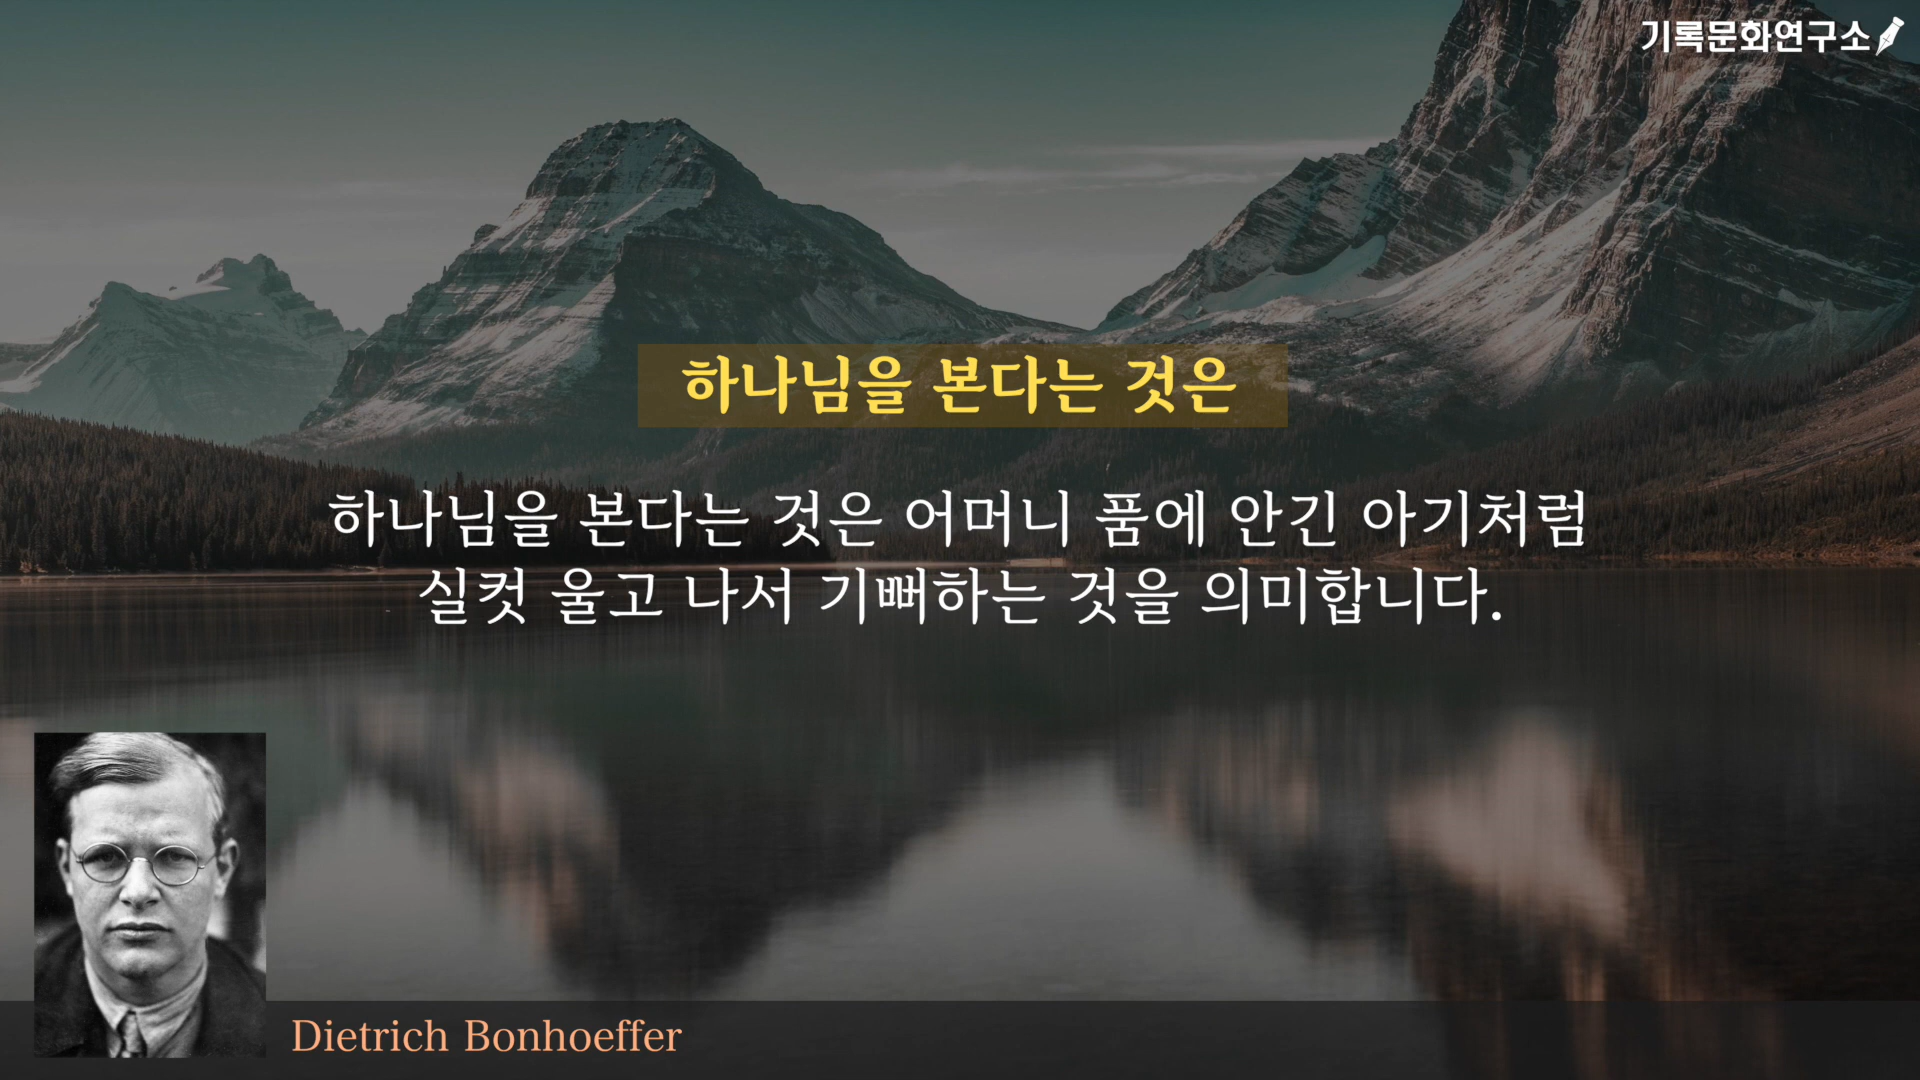 기록문화연구소
하나님을 본다는 것은
하나님을 본다는 것은 어머니 품에 안긴 아기처럼
실컷 울고 나서 기뻐하는 것을 의미합니다.
Dietrich Bonhoeffer